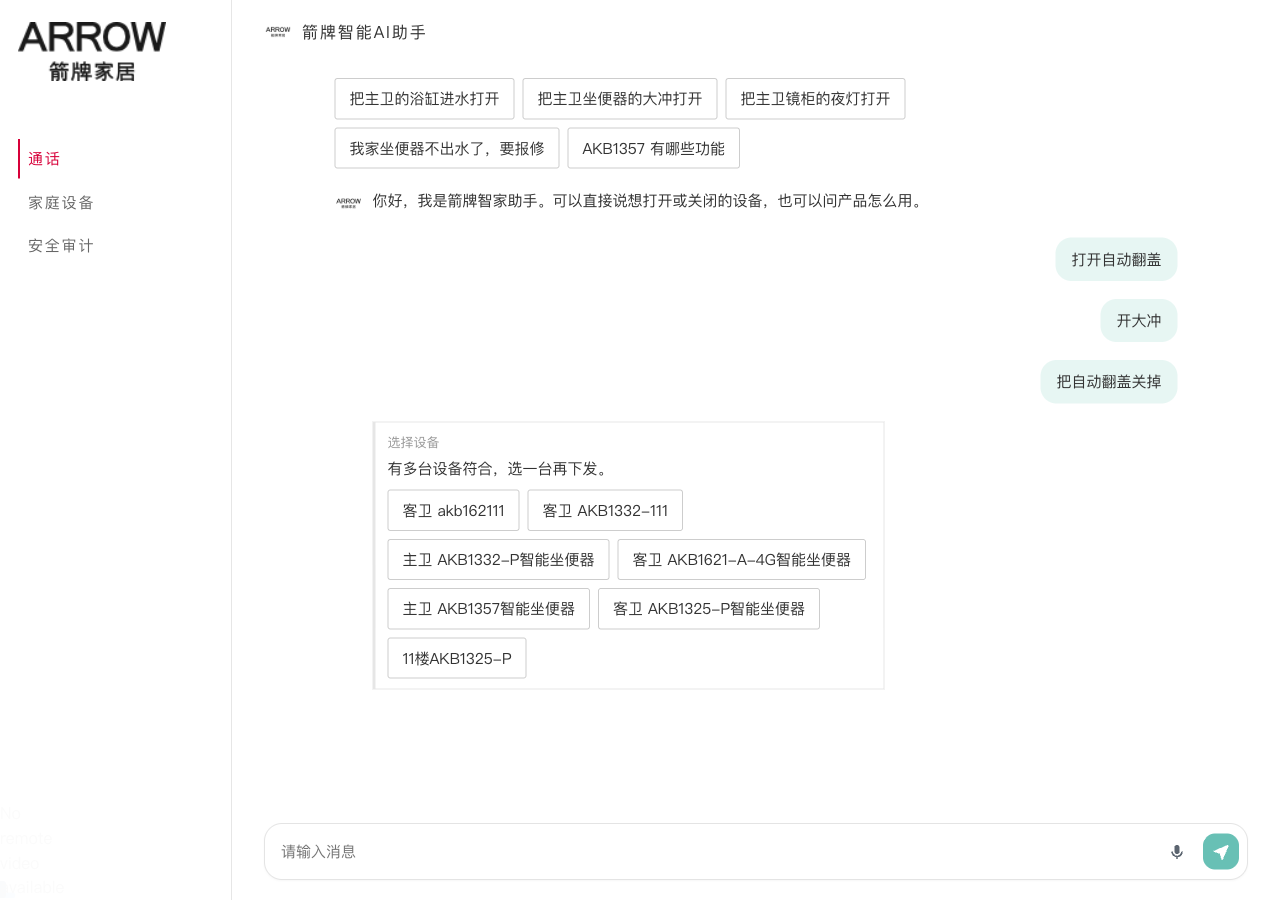 ARROW
箭牌家居
通话
家庭设备
安全审计
ARROW 箭牌智能AI助手
把主卫的浴缸进水打开 把主卫坐便器的大冲打开 把主卫镜柜的夜灯打开
我家坐便器不出水了，要报修 AKB1357 有哪些功能
ARROW 你好，我是箭牌智家助手。可以直接说想打开或关闭的设备，也可以问产品怎么用。
打开自动翻盖
开大冲
把自动翻盖关掉
选择设备
有多台设备符合，选一台再下发。
客卫 akb162111 客卫 AKB1332-111
主卫 AKB1332-P智能坐便器 客卫 AKB1621-A-4G智能坐便器
主卫 AKB1357智能坐便器 客卫 AKB1325-P智能坐便器
11楼AKB1325-P
请输入消息